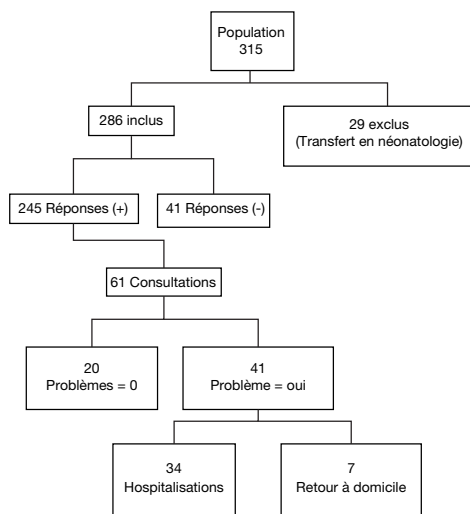 Population
315
286 inclus
29 exclus
(Transfert en néonatologie)
245 Réponses (+)
41 Réponses (-)
61 Consultations
20
Problèmes = 0
41
Problème = oui
34
Hospitalisations
7
Retour à domicile